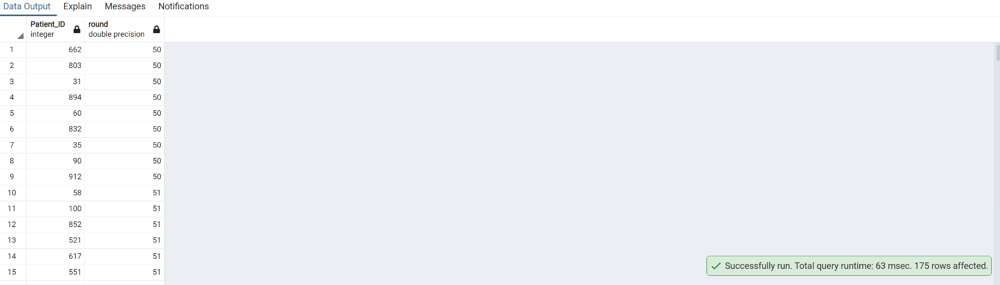 Data Output Explain Messages Notifications
Patient_ID round
integer double precision
1 662 50
2 803 50
3 31 50
4 894 50
5 60 50
6 832 50
7 35 50
8 90 50
9 912 50
10 58 51
11 100 51
12 852 51
13 521 51
14 617 51
15 551 51
Successfully run. Total query runtime: 63 msec. 175 rows affected.